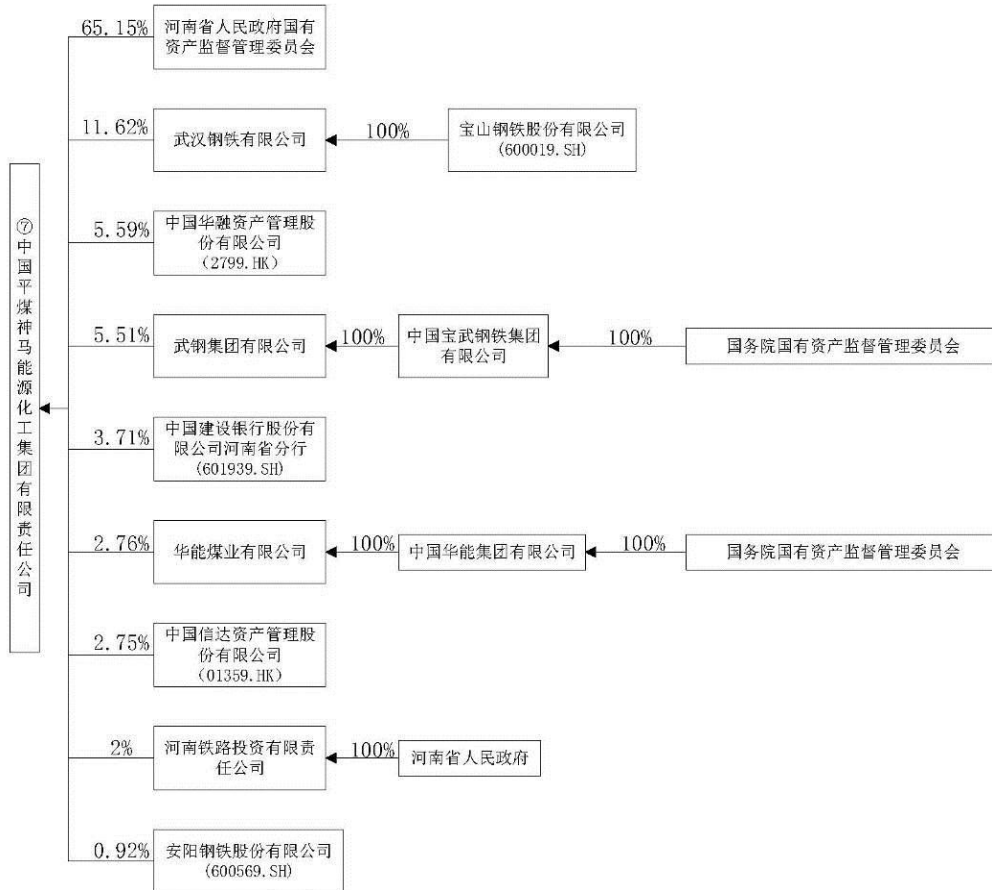 65.15%
河南省人民政府国有
资产监督管理委员会
11.62%
武汉钢铁有限公司
100%
宝山钢铁股份有限公司
(600019.SH)
5.59%
中国华融资产管理股
份有限公司
(2799.HK)
⑦中国平煤神马能源化工集团有限责任公司
5.51%
武钢集团有限公司
100%
中国宝武钢铁集团
有限公司
100%
国务院国有资产监督管理委员会
3.71%
中国建设银行股份有
限公司河南省分行
(601939.SH)
2.76%
华能煤业有限公司
100%
中国华能集团有限公司
100%
国务院国有资产监督管理委员会
2.75%
中国信达资产管理股
份有限公司
(01359.HK)
2%
河南铁路投资有限责
任公司
100%
河南省人民政府
0.92%
安阳钢铁股份有限公司
(600569.SH)